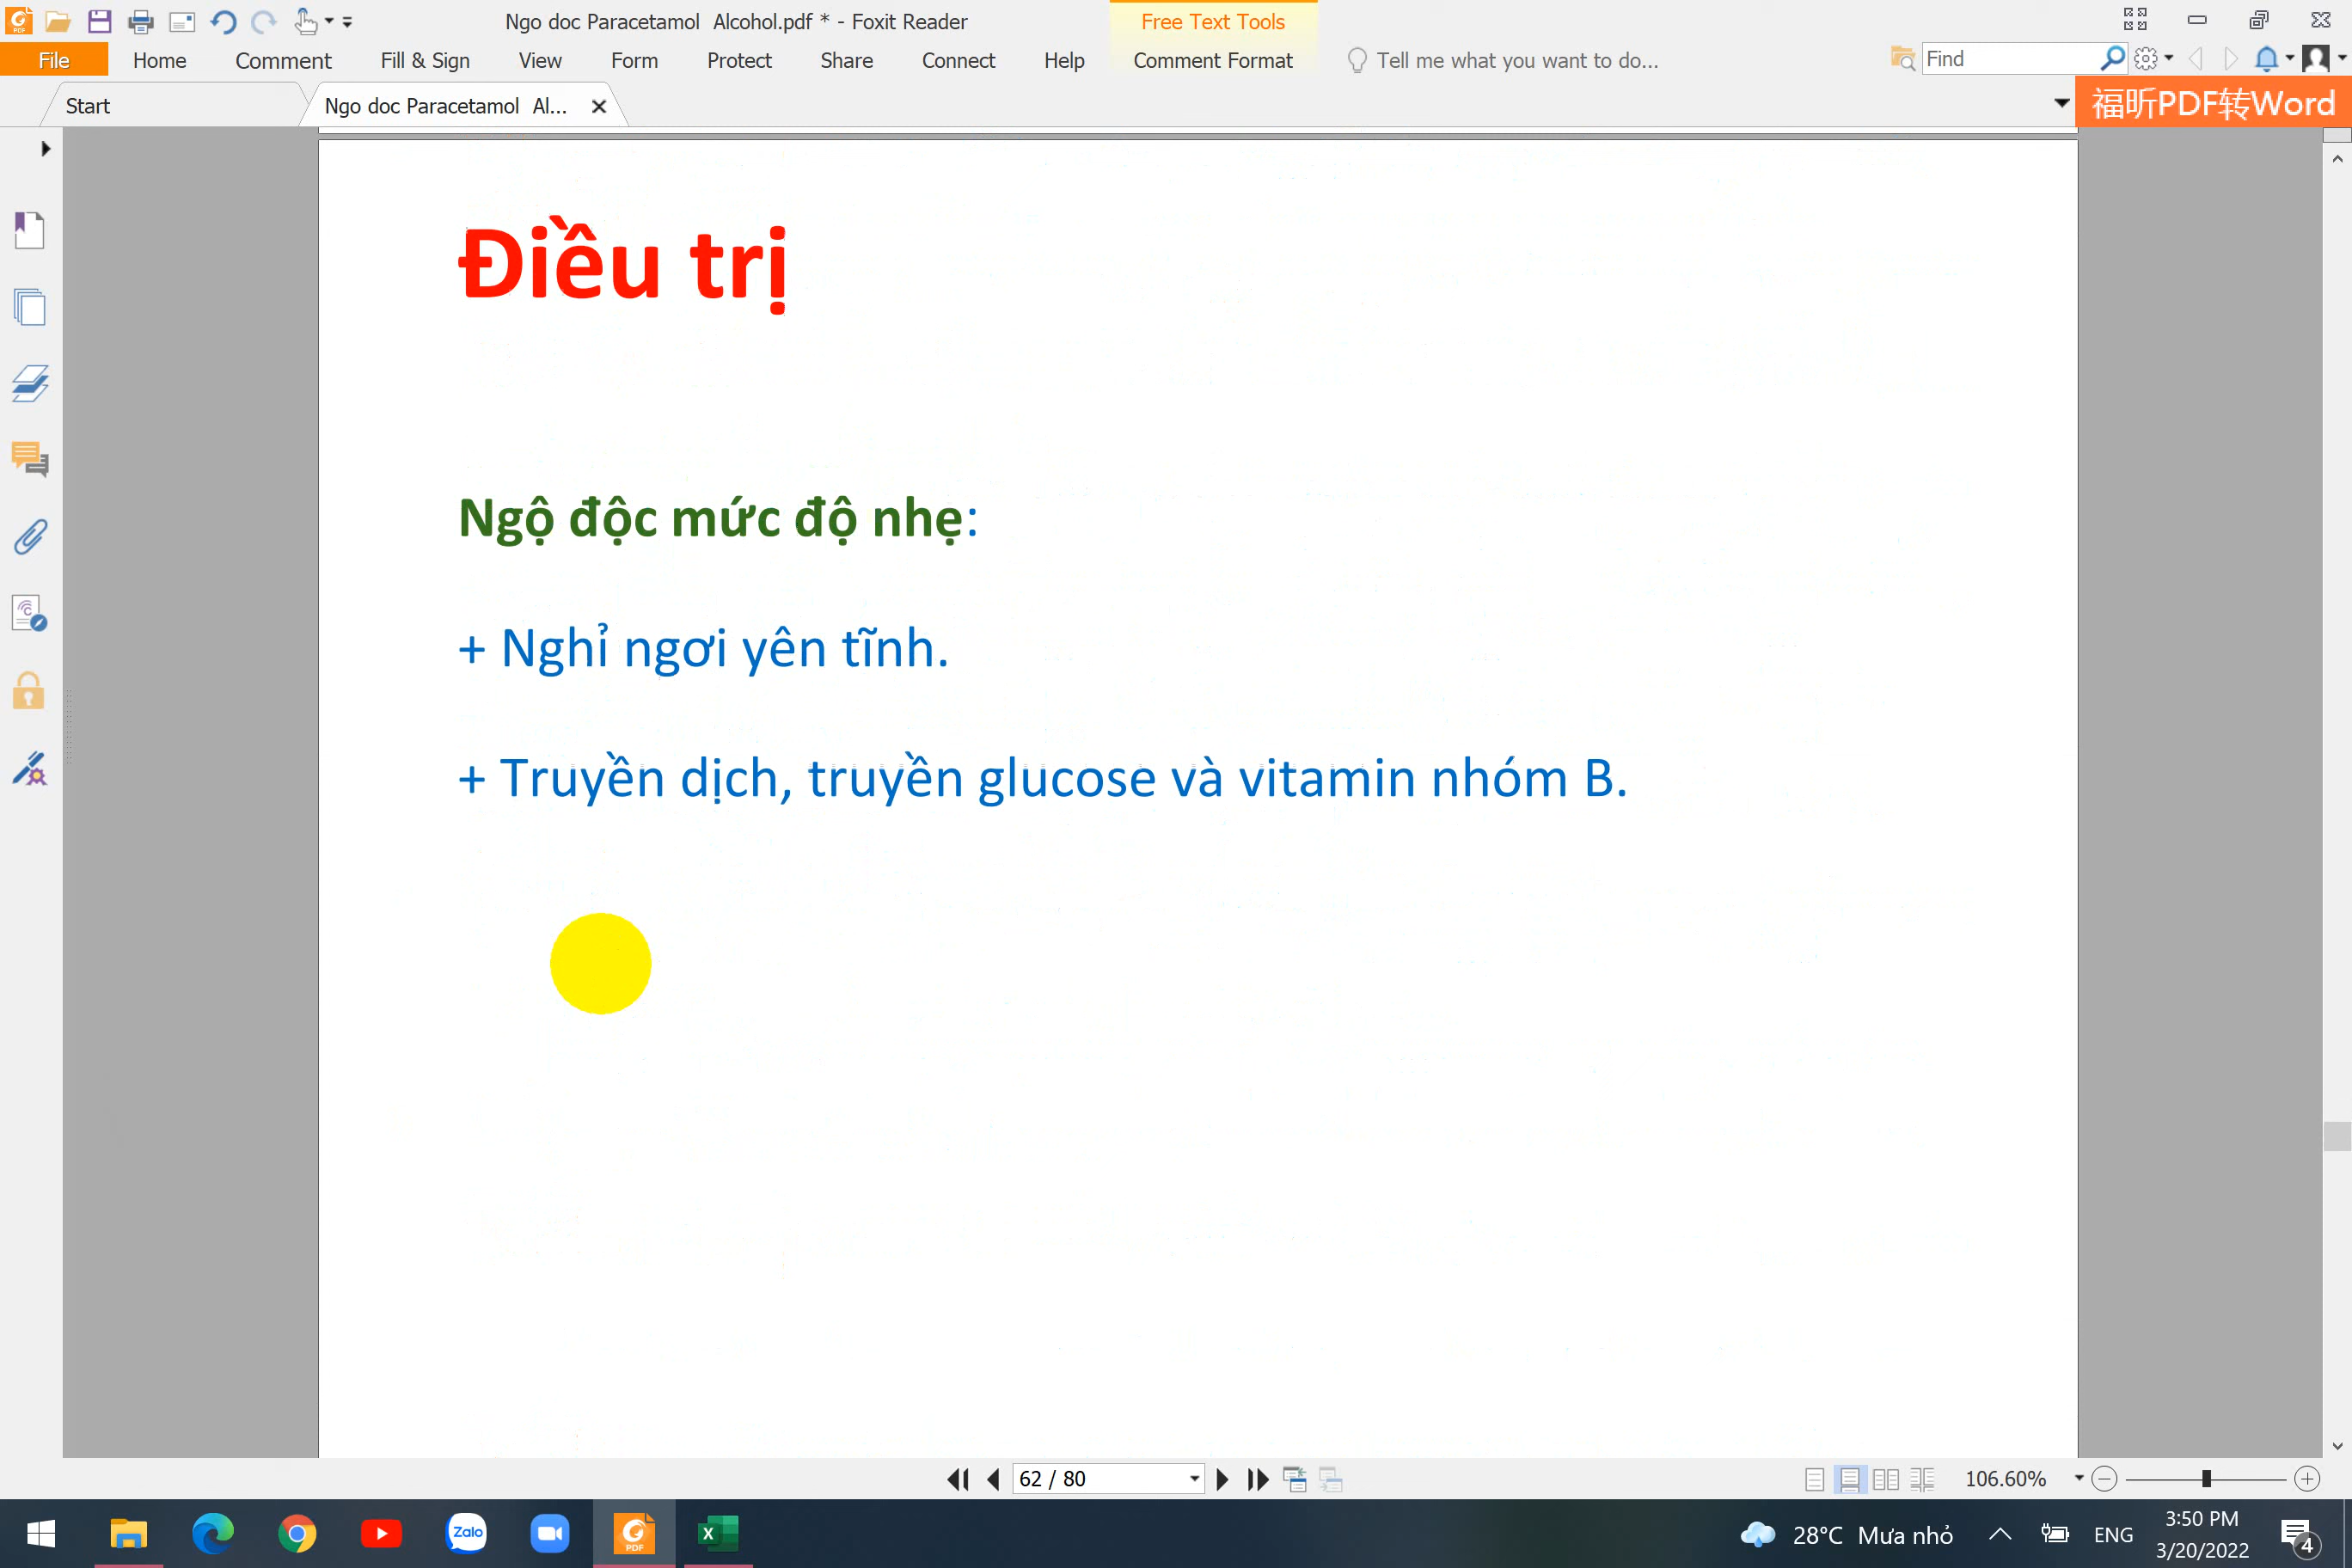 Ngo doc Paracetamol  Alcohol.pdf * - Foxit Reader
Free Text Tools
File Home Comment Fill & Sign View Form Protect Share Connect Help Comment Format Tell me what you want to do... Find
Start Ngo doc Paracetamol  Al... 福昕PDF转Word
Điều trị
Ngộ độc mức độ nhẹ:
+ Nghỉ ngơi yên tĩnh.
+ Truyền dịch, truyền glucose và vitamin nhóm B.
62 / 80 106.60%
Zalo PDF X 28°C Mưa nhỏ ENG 3:50 PM
3/20/2022 4